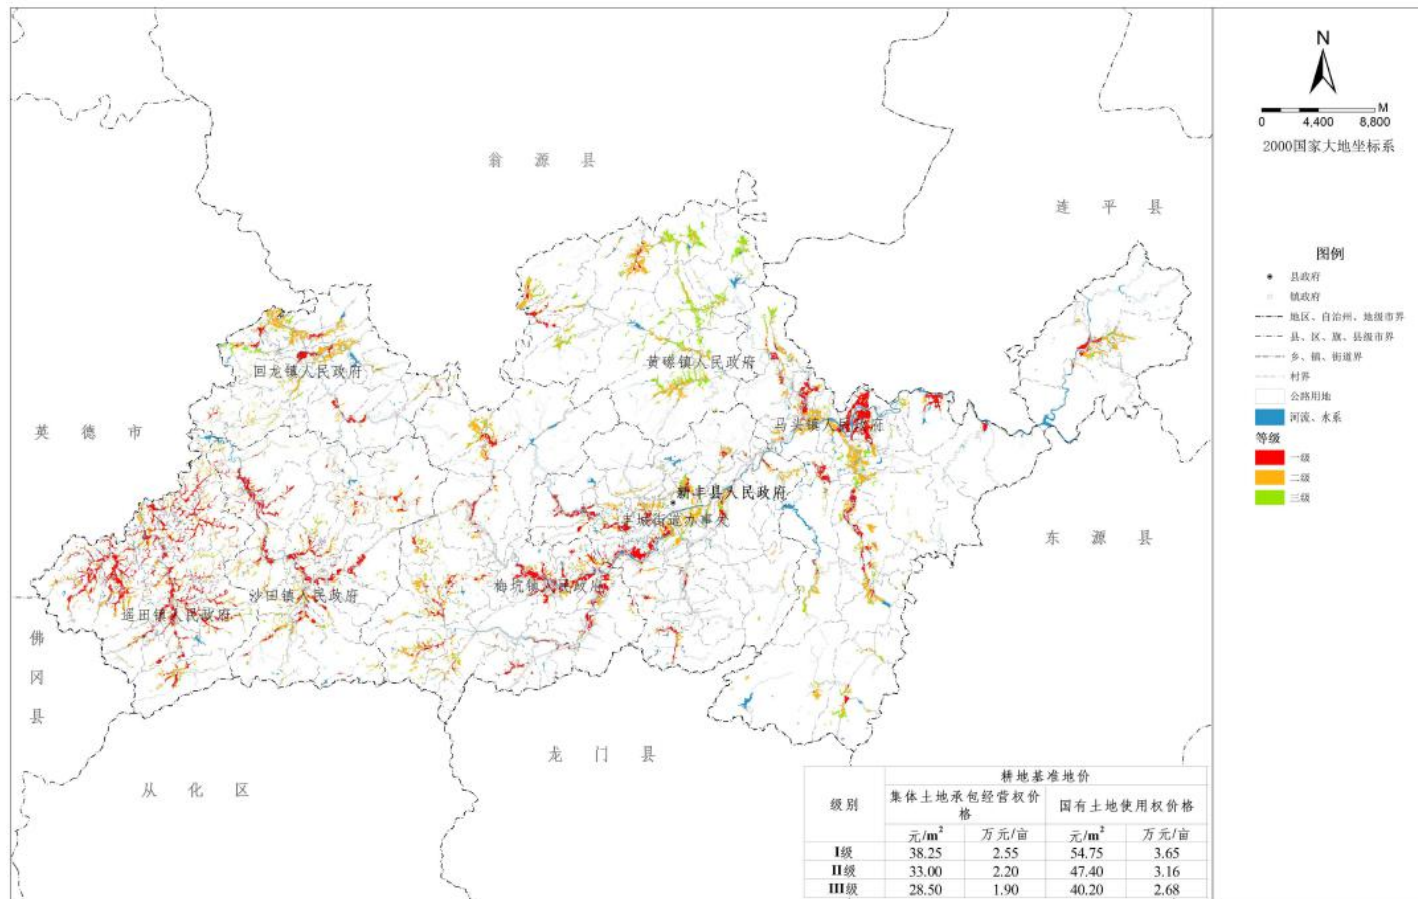 N
M
0 4,400 8,800
2000国家大地坐标系
翁源县
连平县
图例
县政府
镇政府
地区、自治州、地级市界
县、区、旗、县级市界
乡、镇、街道界
村界
公路用地
河流、水系
等级
一级
二级
三级
回龙镇人民政府
黄磜镇人民政府
英德市
马头镇人民政府
新丰县人民政府
丰城街道办事处
东源县
梅坑镇人民政府
沙田镇人民政府
遥田镇人民政府
佛冈县
龙门县
从化区
级别 耕地基准地价
集体土地承包经营权价格 国有土地使用权价格
元/m² 万元/亩 元/m² 万元/亩
I级 38.25 2.55 54.75 3.65
II级 33.00 2.20 47.40 3.16
III级 28.50 1.90 40.20 2.68